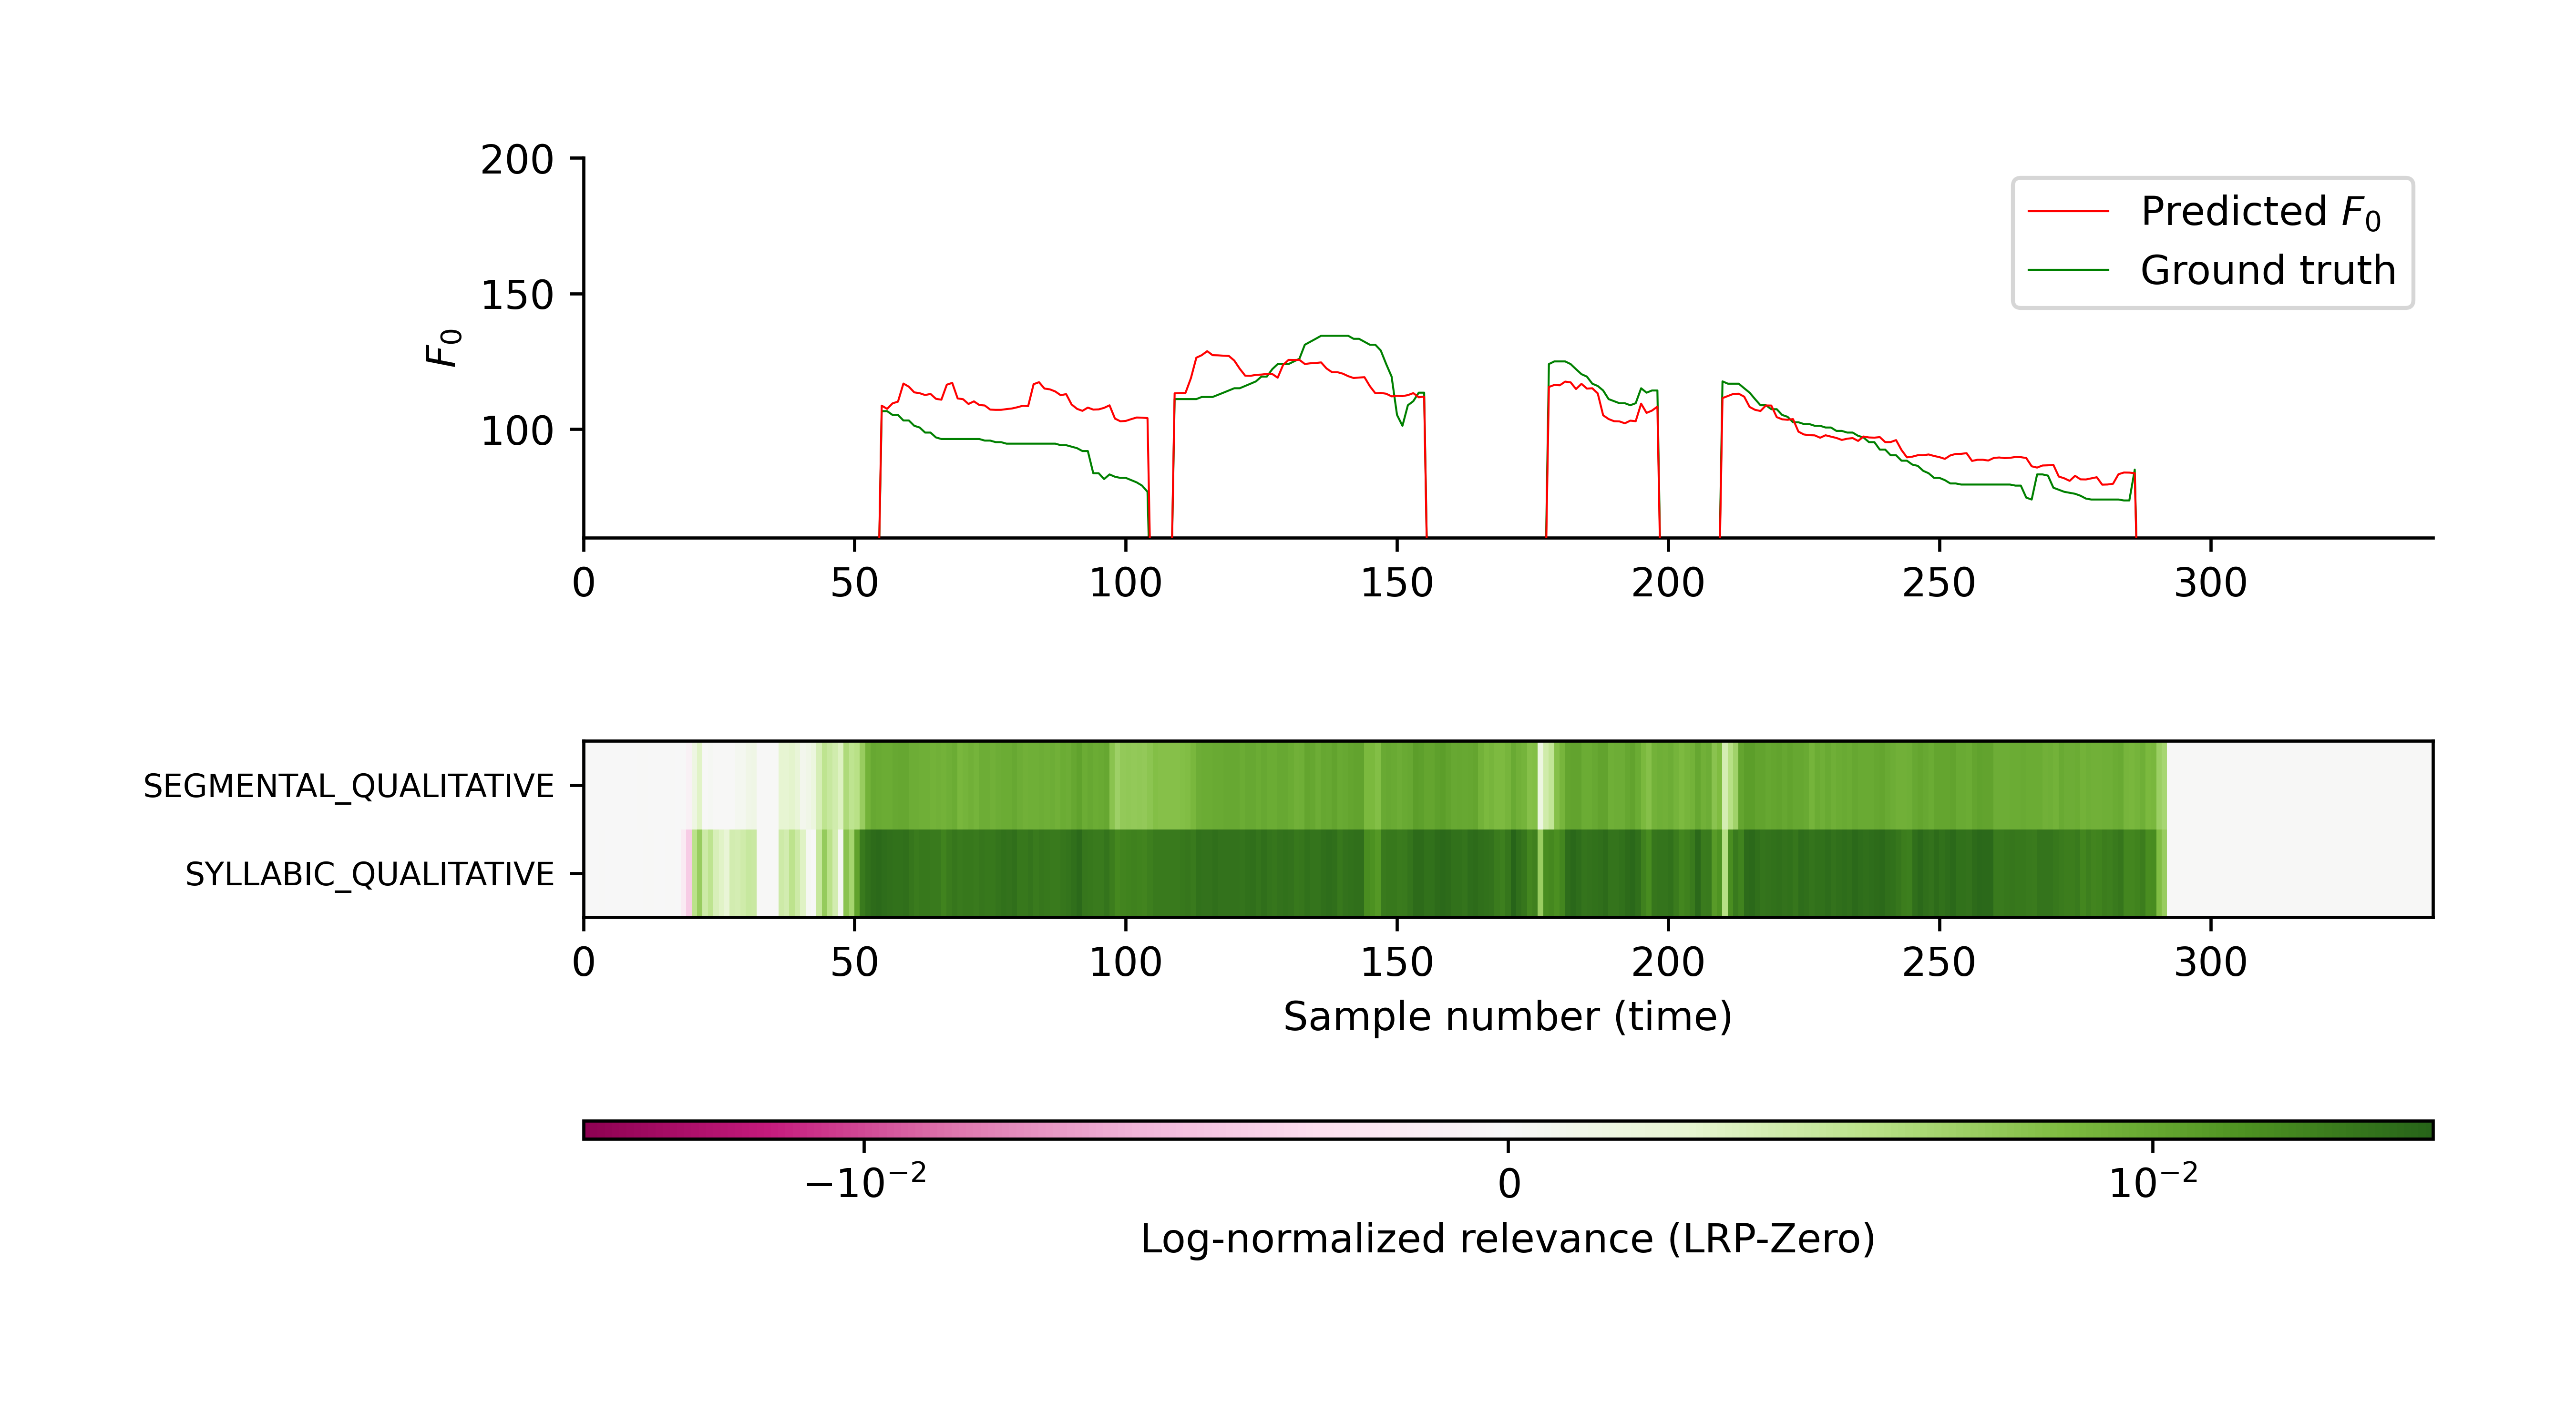 200
150
100
F₀
Predicted F₀
Ground truth
0 50 100 150 200 250 300
SEGMENTAL_QUALITATIVE
SYLLABIC_QUALITATIVE
0 50 100 150 200 250 300
Sample number (time)
−10⁻² 0 10⁻²
Log-normalized relevance (LRP-Zero)